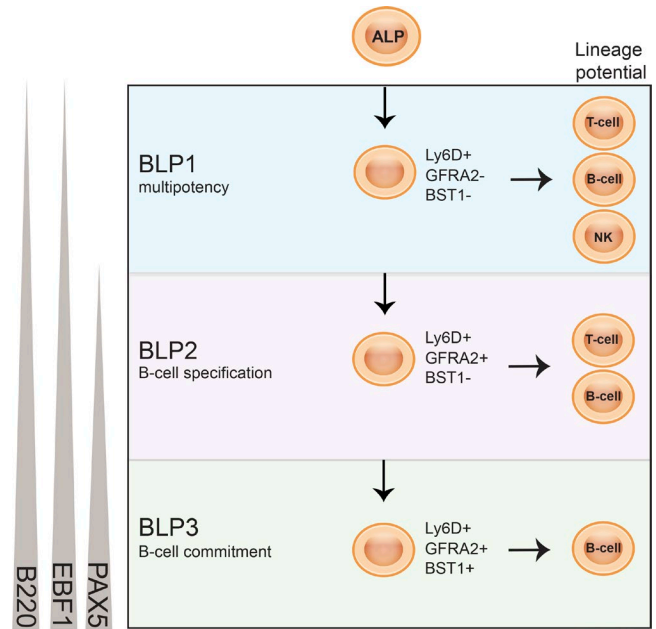 ALP
Lineage
potential
BLP1
multipotency
Ly6D+
GFRA2-
BST1-
T-cell
B-cell
NK
BLP2
B-cell specification
Ly6D+
GFRA2+
BST1-
T-cell
B-cell
BLP3
B-cell commitment
Ly6D+
GFRA2+
BST1+
B-cell
B220
EBF1
PAX5